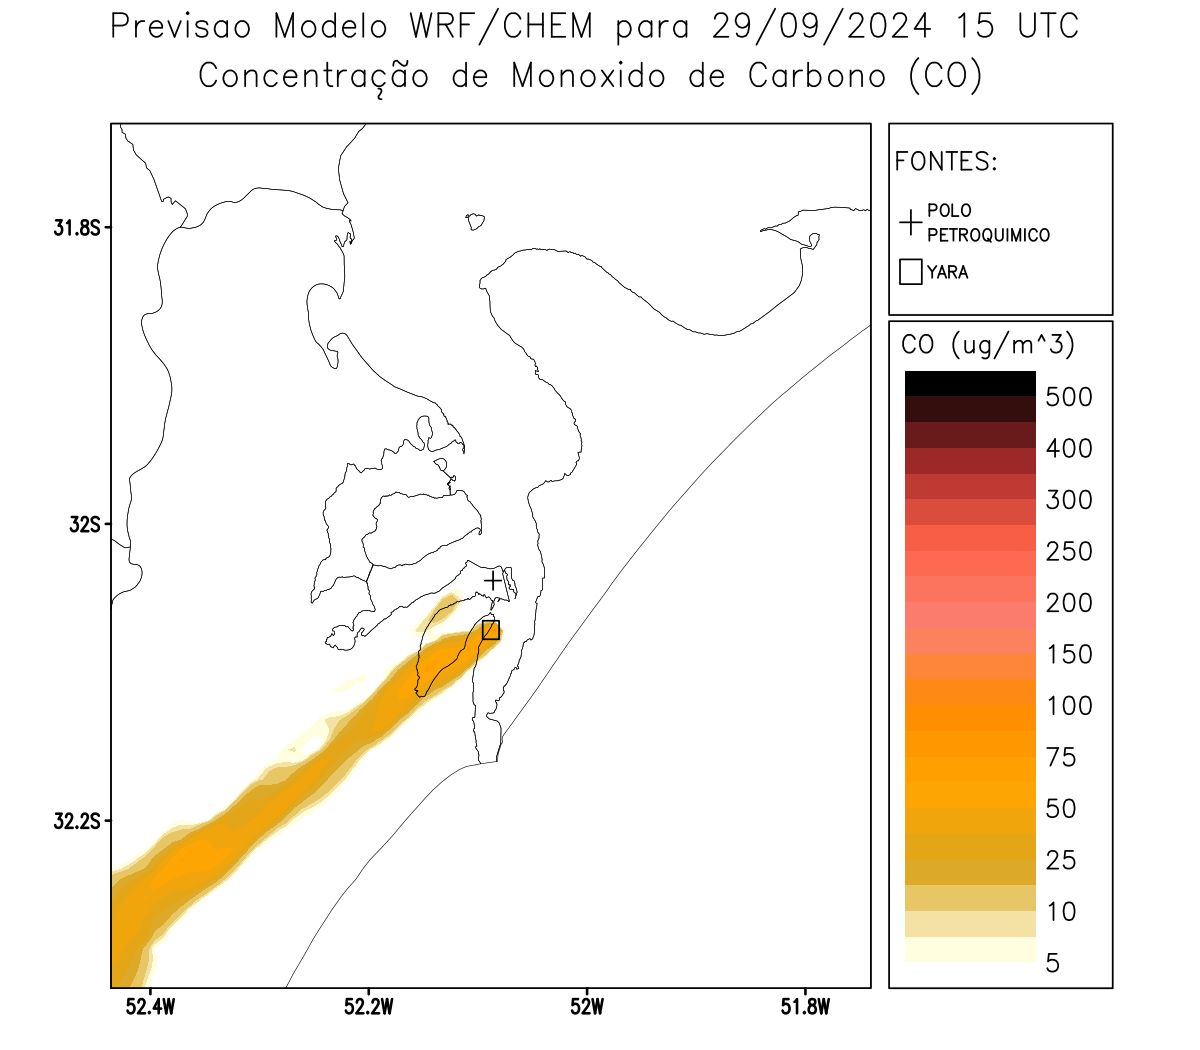 Previsao Modelo WRF/CHEM para 29/09/2024 15 UTC
Concentração de Monoxido de Carbono (CO)
FONTES:
POLO
PETROQUIMICO
YARA
31.8S
32S
32.2S
52.4W
52.2W
52W
51.8W
CO (ug/m^3)
500
400
300
250
200
150
100
75
50
25
10
5